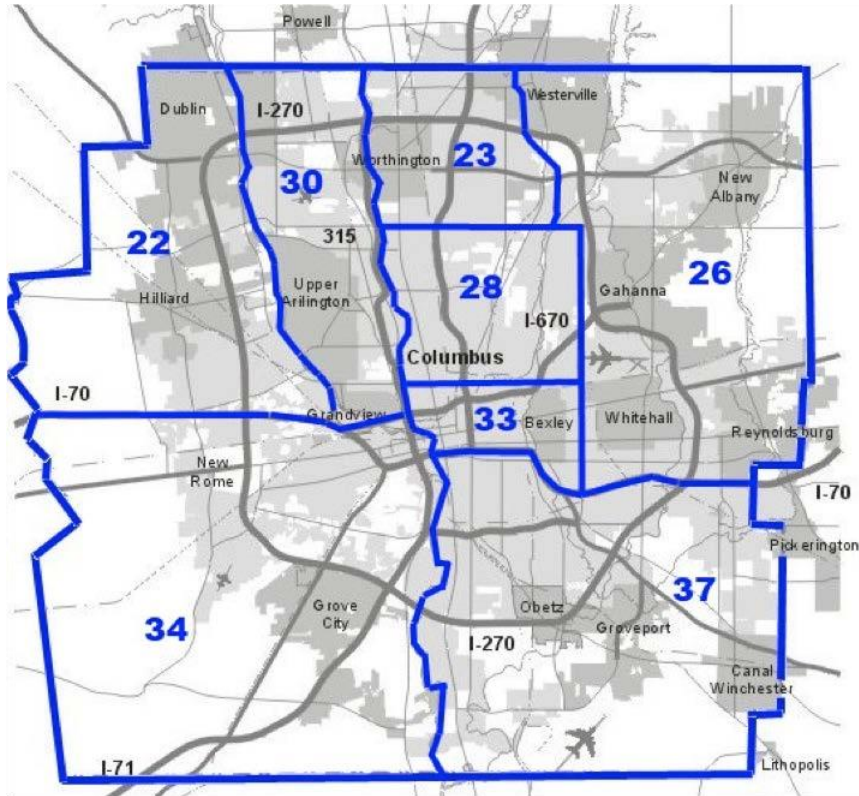 Powell
Dublin
I-270
Westerville
Worthington
23
30
New
Albany
22
315
Upper
Arilington
28
Gahanna
26
Hilliard
I-670
Columbus
I-70
Grandview
33
Bexley
Whitehall
Reynoldsburg
New
Rome
I-70
Pickerington
37
34
Grove
City
Obetz
Groveport
I-270
Canal
Winchester
I-71
Lithopolis